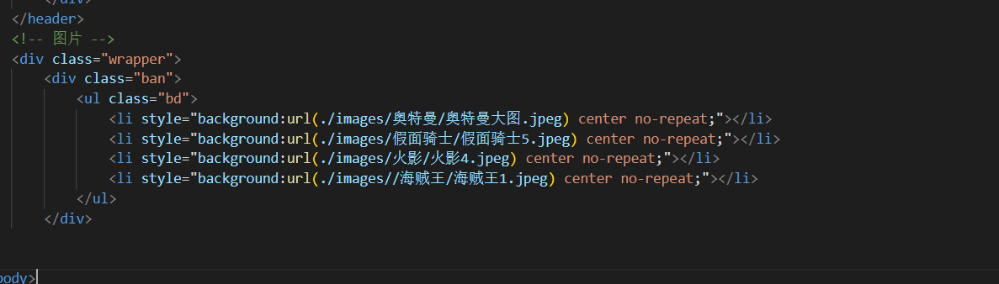 </div>
</header>
<!-- 图片 -->
<div class="wrapper">
<div class="ban">
<ul class="bd">
<li style="background:url(./images/奥特曼/奥特曼大图.jpeg) center no-repeat;"></li>
<li style="background:url(./images/假面骑士/假面骑士5.jpeg) center no-repeat;"></li>
<li style="background:url(./images/火影/火影4.jpeg) center no-repeat;"></li>
<li style="background:url(./images//海贼王/海贼王1.jpeg) center no-repeat;"></li>
</ul>
</div>
body>